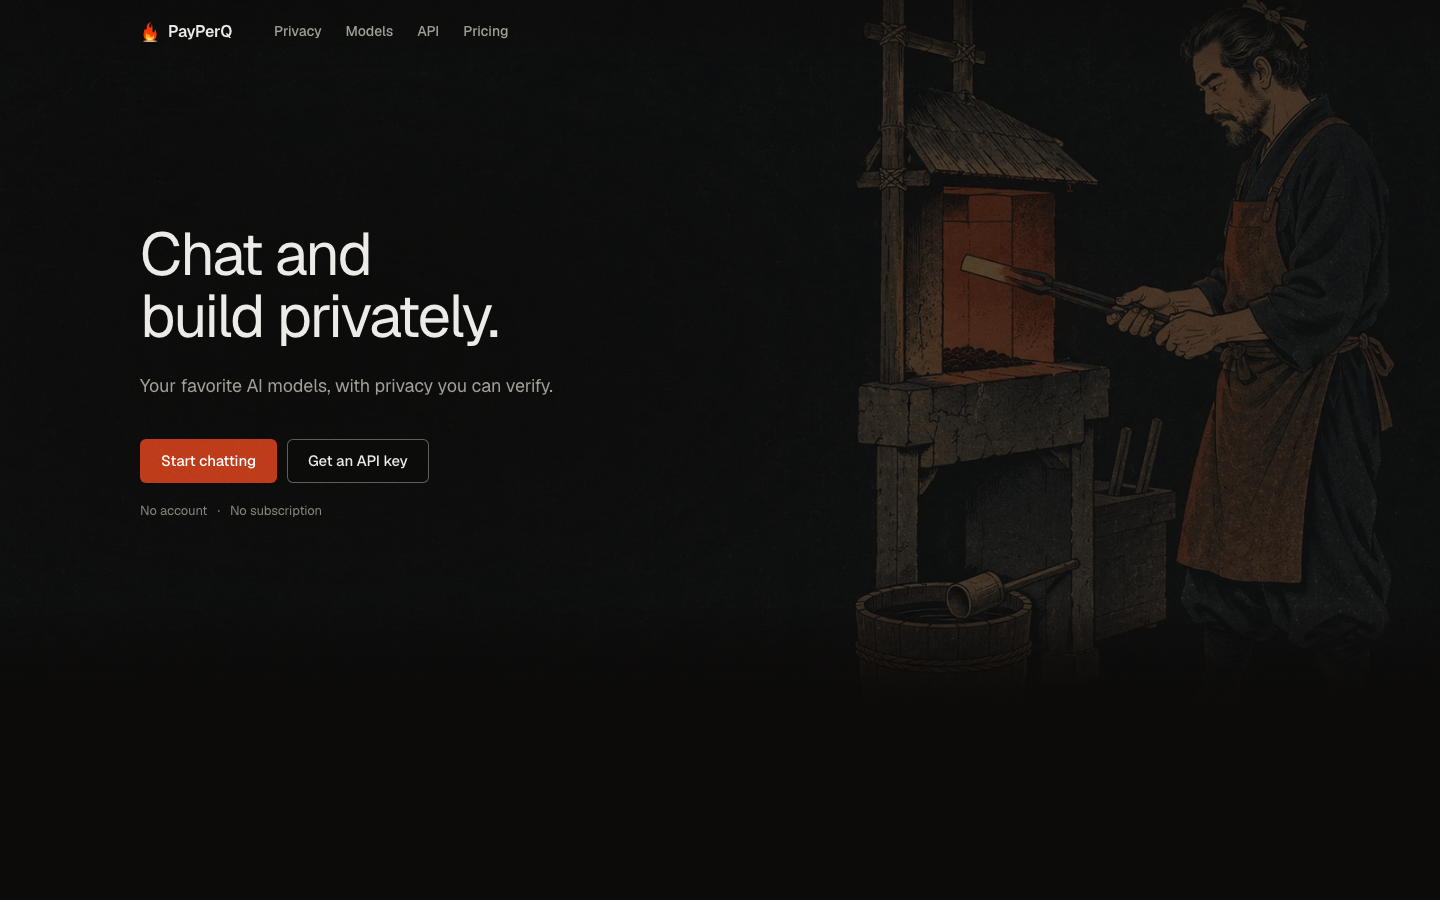 PayPerQ
Privacy
Models
API
Pricing
Chat and
build privately.
Your favorite AI models, with privacy you can verify.
Start chatting
Get an API key
No account · No subscription